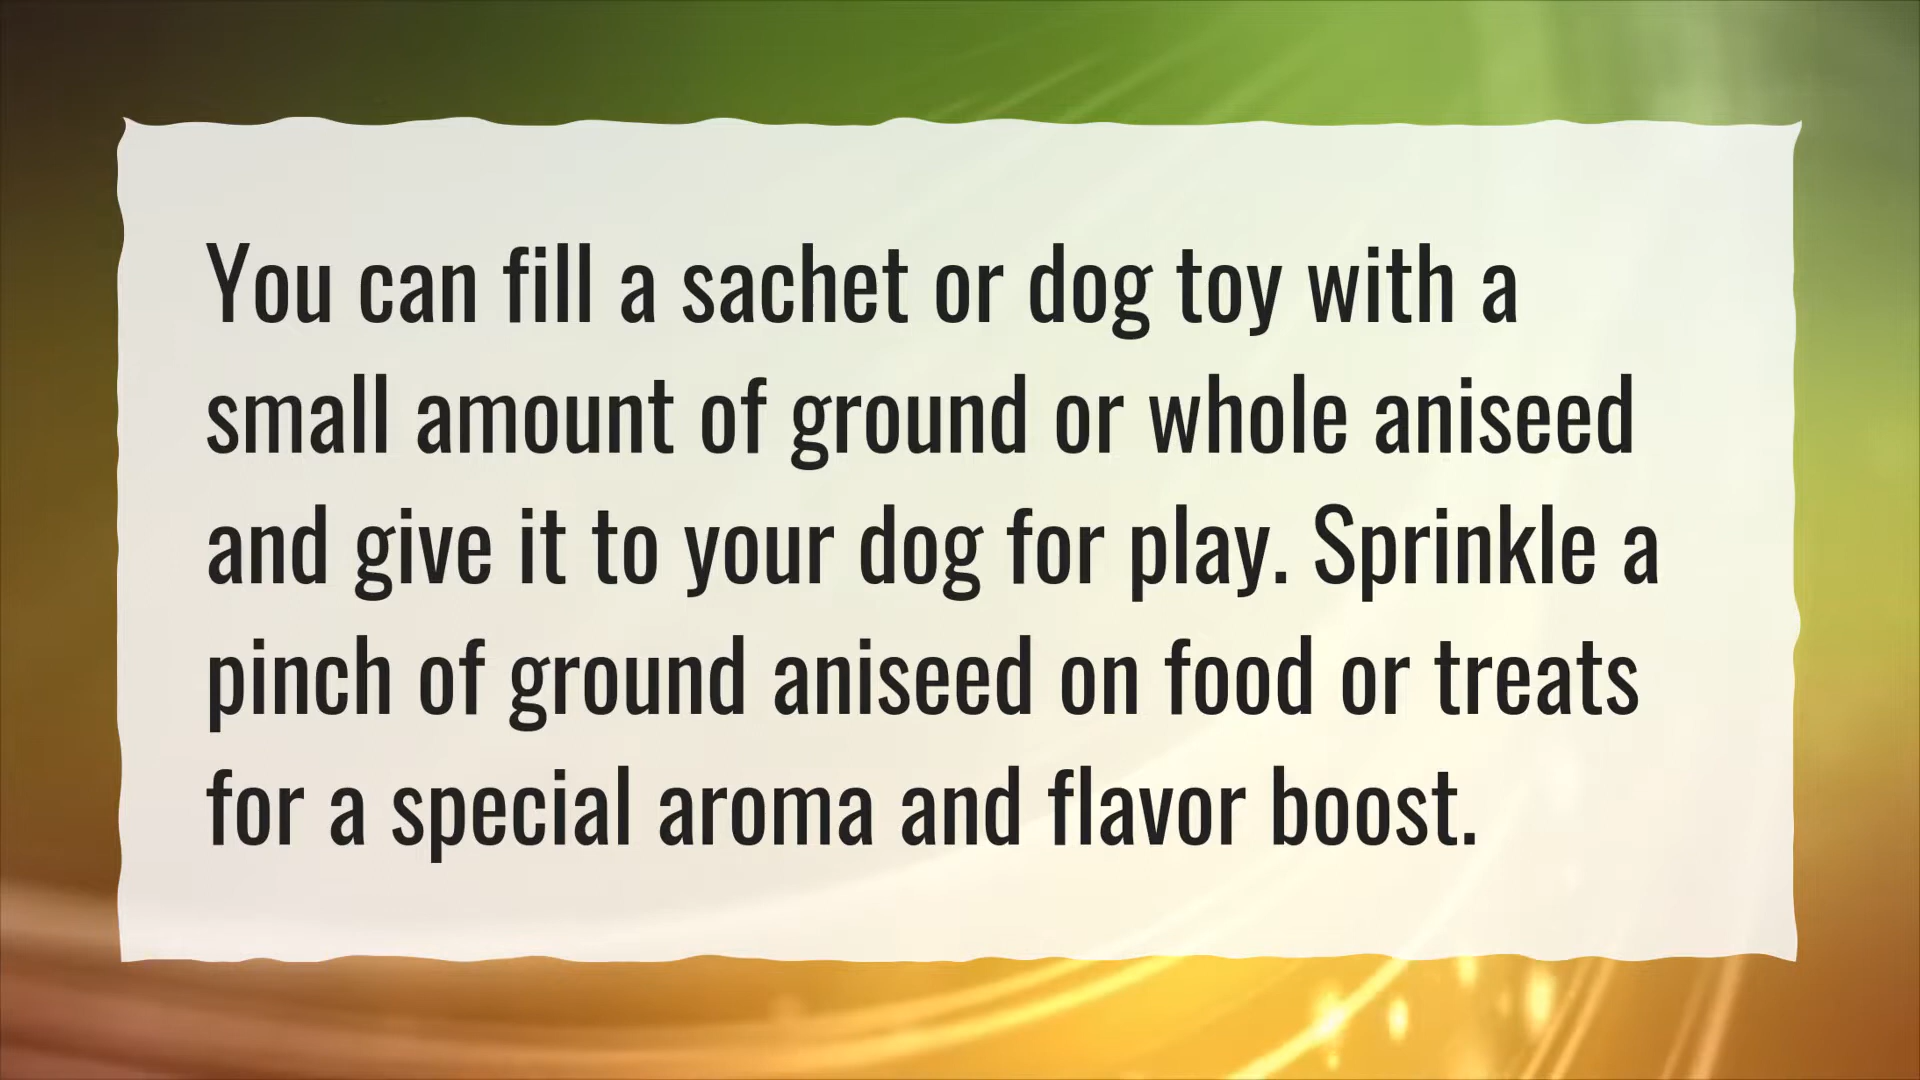 You can fill a sachet or dog toy with a
small amount of ground or whole aniseed
and give it to your dog for play. Sprinkle a
pinch of ground aniseed on food or treats
for a special aroma and flavor boost.